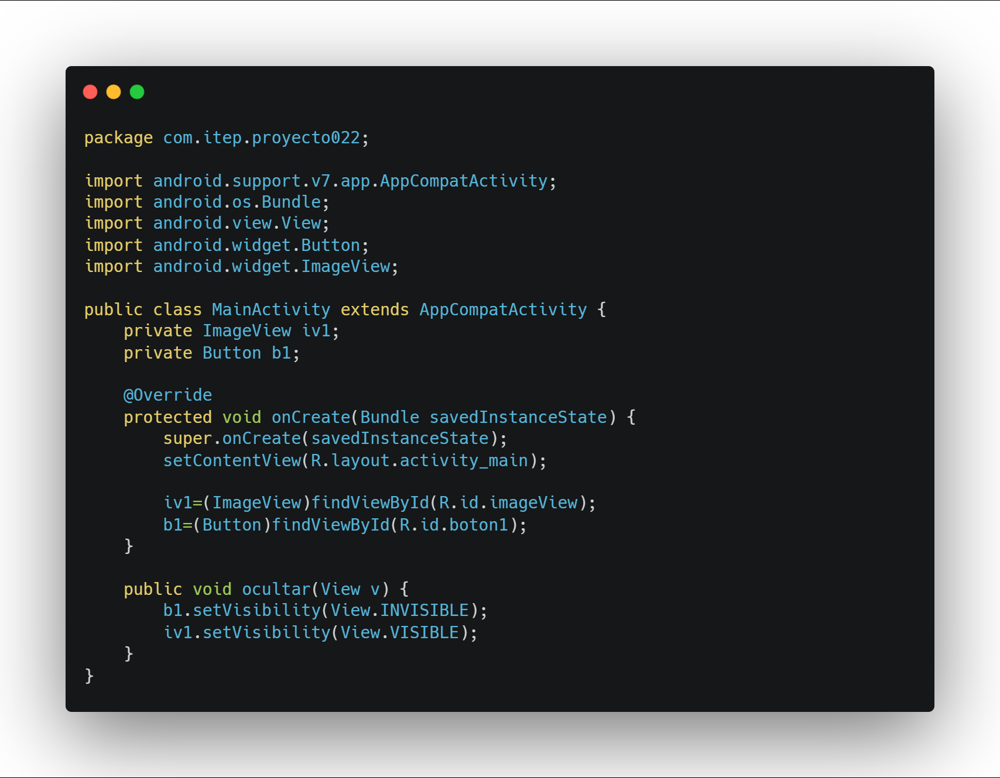 package com.itep.proyecto022;
import android.support.v7.app.AppCompatActivity;
import android.os.Bundle;
import android.view.View;
import android.widget.Button;
import android.widget.ImageView;
public class MainActivity extends AppCompatActivity {
    private ImageView iv1;
    private Button b1;
    @Override
    protected void onCreate(Bundle savedInstanceState) {
        super.onCreate(savedInstanceState);
        setContentView(R.layout.activity_main);
        iv1=(ImageView)findViewById(R.id.imageView);
        b1=(Button)findViewById(R.id.boton1);
    }
    public void ocultar(View v) {
        b1.setVisibility(View.INVISIBLE);
        iv1.setVisibility(View.VISIBLE);
    }
}